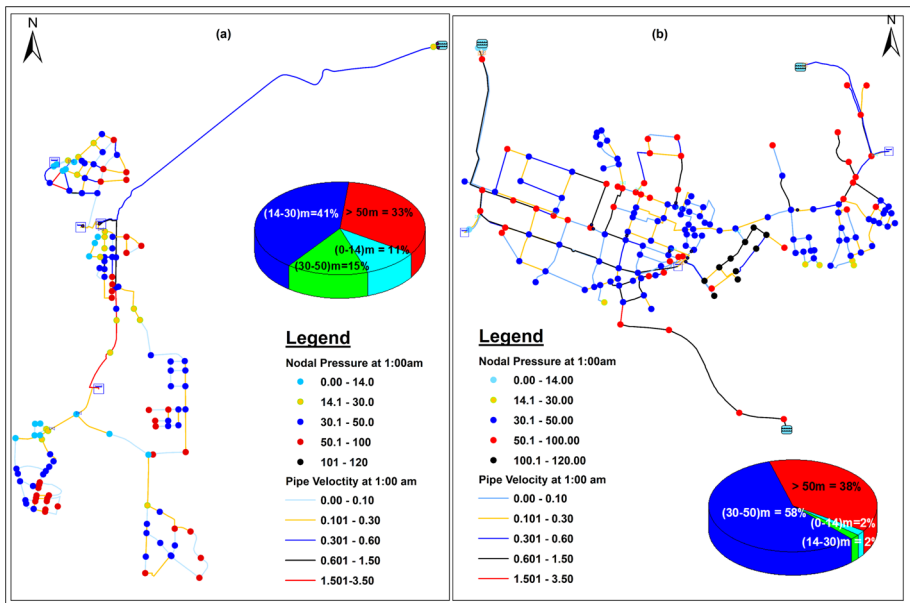 N
(a)
(14-30)m=41%
> 50m = 33%
(0-14)m = 11%
(30-50)m=15%
Legend
Nodal Pressure at 1:00am
0.00 - 14.0
14.1 - 30.0
30.1 - 50.0
50.1 - 100
101 - 120
Pipe Velocity at 1:00 am
0.00 - 0.10
0.101 - 0.30
0.301 - 0.60
0.601 - 1.50
1.501-3.50
(b)
N
Legend
Nodal Pressure at 1:00am
0.00 - 14.00
14.1 - 30.00
30.1 - 50.00
50.1 - 100.00
100.1 - 120.00
Pipe Velocity at 1:00 am
0.00 - 0.10
0.101 - 0.30
0.301 - 0.60
0.601 - 1.50
1.501 - 3.50
> 50m = 38%
(30-50)m = 58%
(0-14)m=2%
(14-30)m = 2%